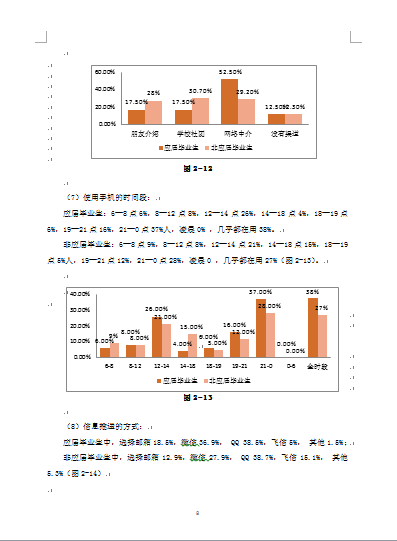 60.00%
52.50%
40.00%
28%
30.70%
29.20%
20.00%
17.50%
17.50%
12.50%
12.30%
0.00%
朋友介绍 学校社团 网络中介 没有渠道
应届毕业生 非应届毕业生
图 2-12
（7）使用手机的时间段：
应届毕业生：6—8 点 6%，8—12 点 8%，12—14 点 26%，14—18 点 4%，18—19 点
6%，19—21 点 16%，21—0 点 37%人，凌晨 0% ，几乎都在用 38%。
非应届毕业生：6—8 点 9%，8—12 点 8%，12—14 点 21%，14—18 点 15%，18—19
点 5%人，19—21 点 12%，21—0 点 28%，凌晨 0 ，几乎都在用 27%（图 2-13）。
40.00%
37.00%
38%
30.00%
26.00%
28.00%
27%
20.00%
21.00%
15.00%
16.00%
12.00%
10.00%
6.00%
9%
8.00%
8.00%
4.00%
6.00%
5.00%
0.00%
0.00%
0.00%
6-8 8-12 12-14 14-18 18-19 19-21 21-0 0-6 全时段
应届毕业生 非应届毕业生
图 2-13
（8）信息推送的方式：
应届毕业生中，选择邮箱 18.5%，微信 36.9%， QQ 38.5%，飞信 5%， 其他 1.5%；
非应届毕业生中，选择邮箱 12.9%，微信 27.9%， QQ 38.7%，飞信 15.1%， 其他
5.3%（图 2-14）